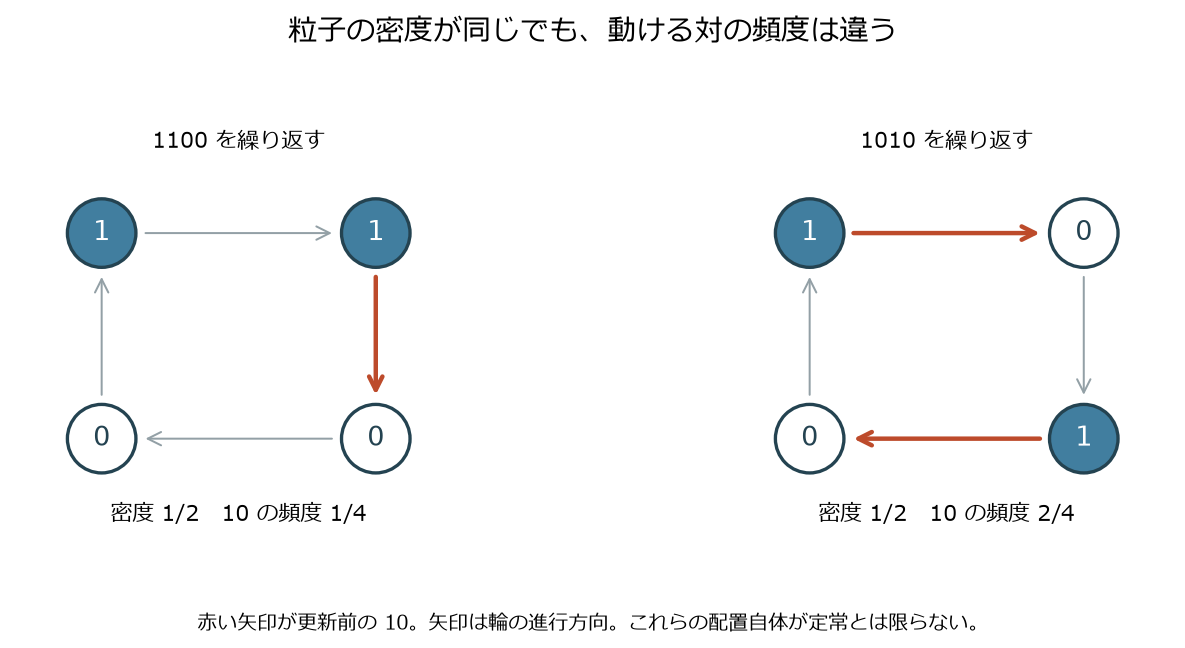 粒子の密度が同じでも、動ける対の頻度は違う
1100 を繰り返す
1 1
0 0
密度 1/2 10 の頻度 1/4
1010 を繰り返す
1 0
0 1
密度 1/2 10 の頻度 2/4
赤い矢印が更新前の 10。矢印は輪の進行方向。これらの配置自体が定常とは限らない。